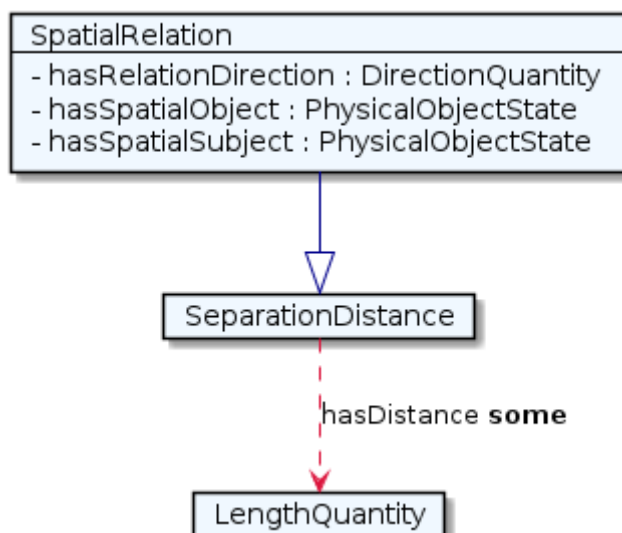 SpatialRelation
- hasRelationDirection : DirectionQuantity
- hasSpatialObject : PhysicalObjectState
- hasSpatialSubject : PhysicalObjectState
SeparationDistance
hasDistance some
LengthQuantity